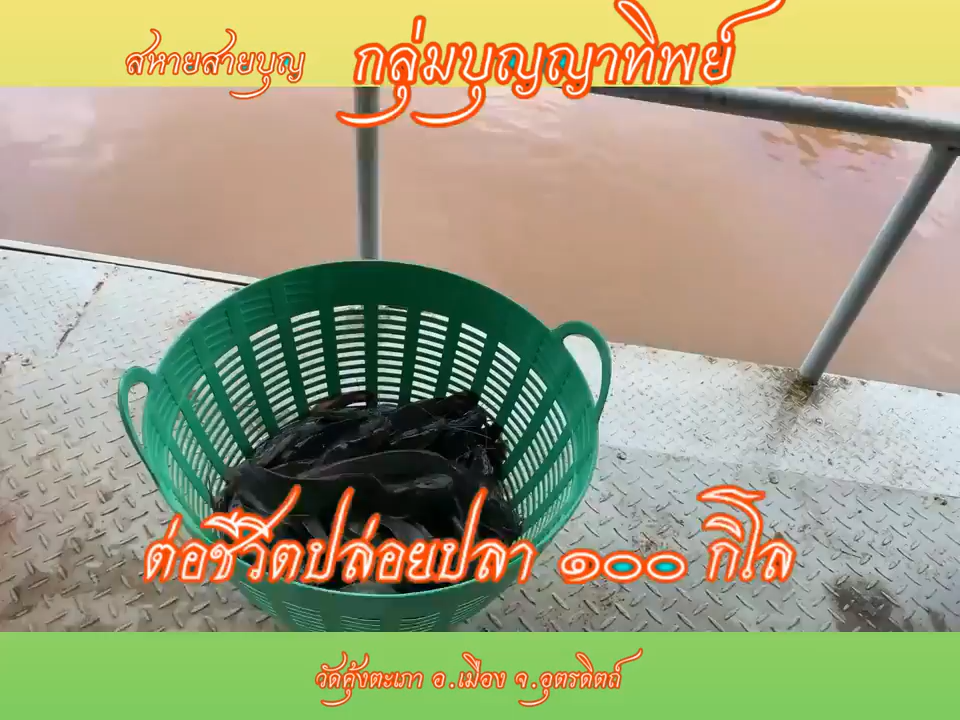 สหายสายบุญ กลุ่มบุญญาทิพย์
ต่อชีวิตปล่อยปลา ๑๐๐ กิโล
วัดคุ้งตะเภา อ.เมือง จ.อุตรดิตถ์